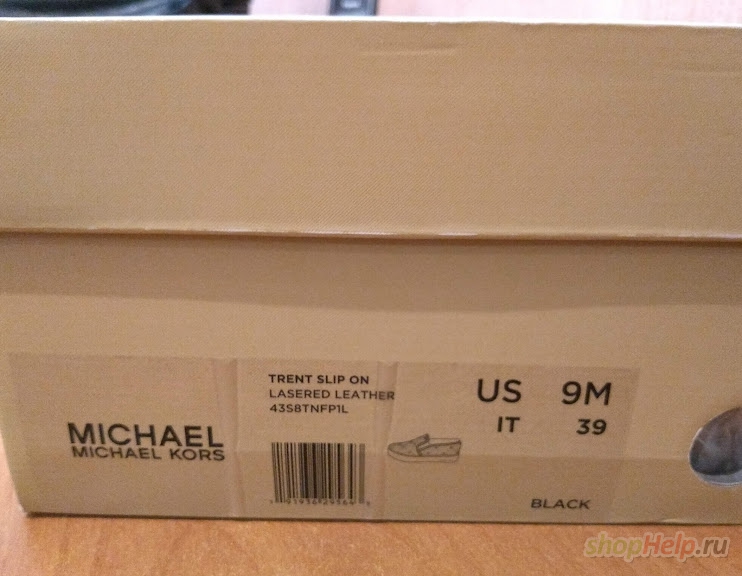 MICHAEL
MICHAEL KORS
TRENT SLIP ON
LASERED LEATHER
43S8TNFP1L
US 9M
IT 39
BLACK
shopHelp.ru